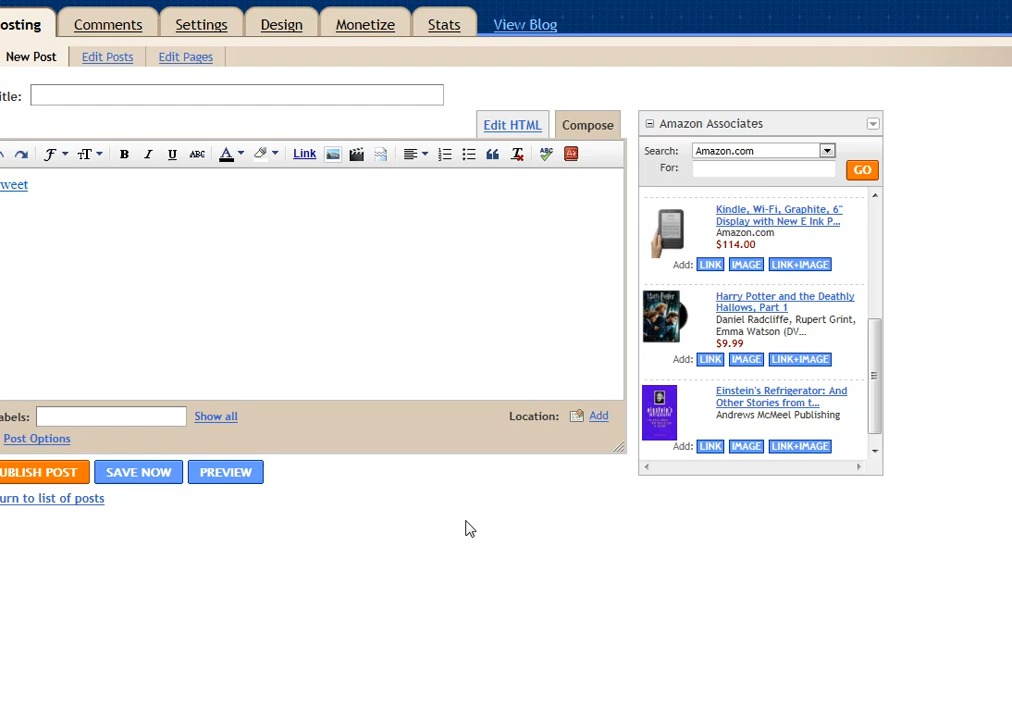 osting Comments Settings Design Monetize Stats View Blog
New Post Edit Posts Edit Pages
itle:
Edit HTML Compose
B I U ABC A Link ABC
weet
abels: Show all Location: Add
Post Options
UBLISH POST SAVE NOW PREVIEW
urn to list of posts
Amazon Associates
Search: Amazon.com
For: GO
Kindle, Wi-Fi, Graphite, 6"
Display with New E Ink P...
Amazon.com
$114.00
Add: LINK IMAGE LINK+IMAGE
Harry Potter and the Deathly
Hallows, Part 1
Daniel Radcliffe, Rupert Grint,
Emma Watson (DV...
$9.99
Add: LINK IMAGE LINK+IMAGE
Einstein's Refrigerator: And
Other Stories from t...
Andrews McMeel Publishing
Add: LINK IMAGE LINK+IMAGE